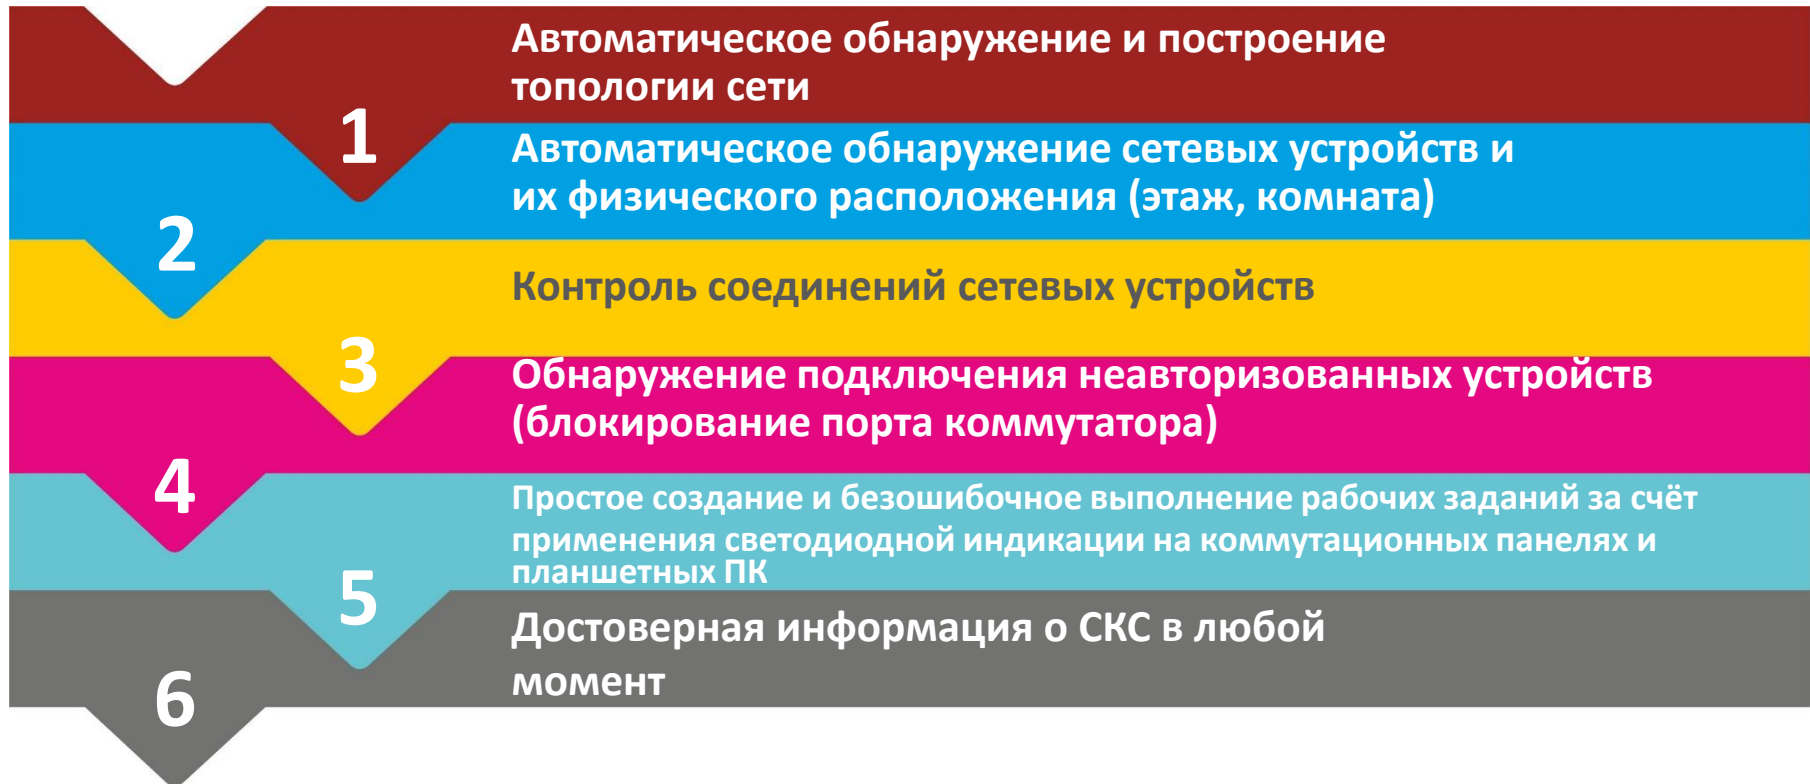 Автоматическое обнаружение и построение
топологии сети
1
Автоматическое обнаружение сетевых устройств и
их физического расположения (этаж, комната)
2
Контроль соединений сетевых устройств
3
Обнаружение подключения неавторизованных устройств
(блокирование порта коммутатора)
4
Простое создание и безошибочное выполнение рабочих заданий за счёт
применения светодиодной индикации на коммутационных панелях и
планшетных ПК
5
Достоверная информация о СКС в любой
момент
6